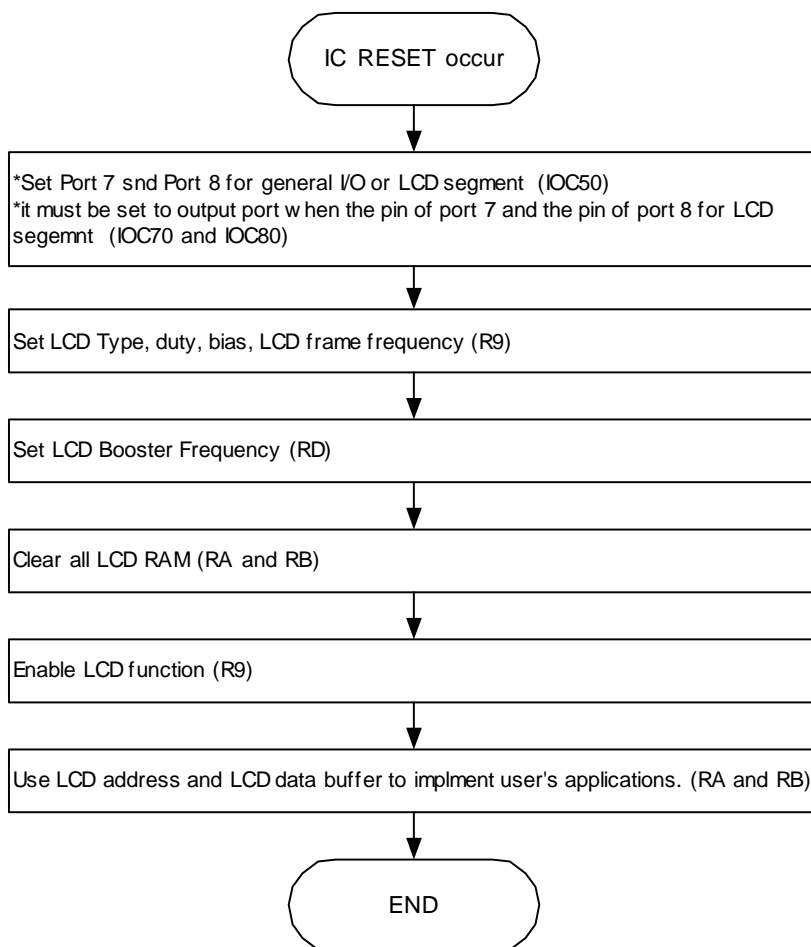 IC RESET occur
*Set Port 7 snd Port 8 for general I/O or LCD segment (IOC50)
*it must be set to output port when the pin of port 7 and the pin of port 8 for LCD
segemnt (IOC70 and IOC80)
Set LCD Type, duty, bias, LCD frame frequency (R9)
Set LCD Booster Frequency (RD)
Clear all LCD RAM (RA and RB)
Enable LCD function (R9)
Use LCD address and LCD data buffer to implment user's applications. (RA and RB)
END